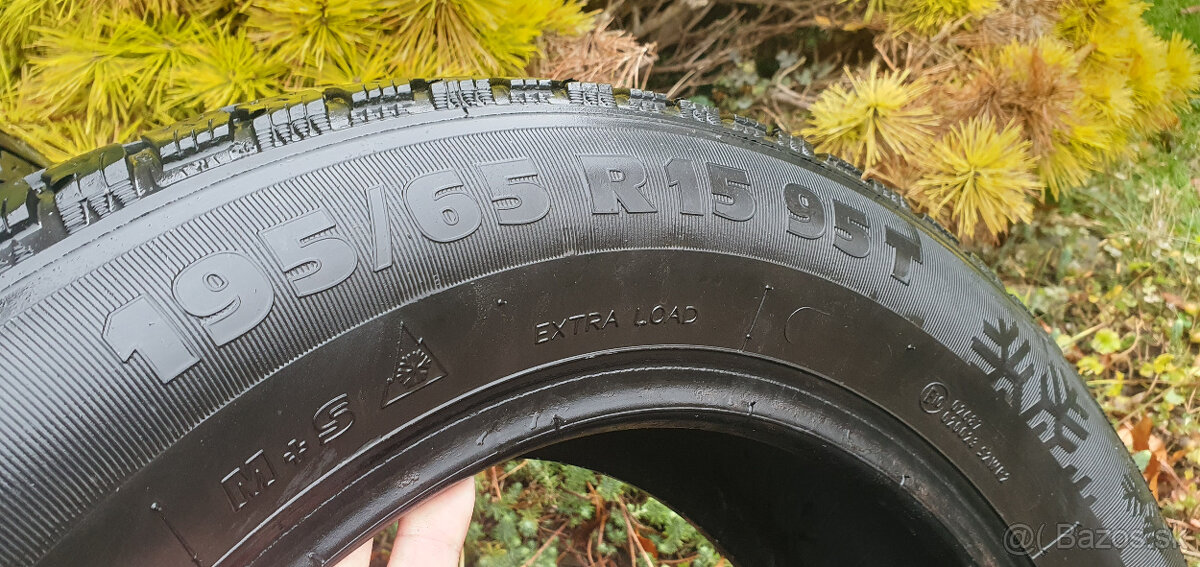 195/65 R15 95T
EXTRA LOAD
M+S
@( Bazos.sk